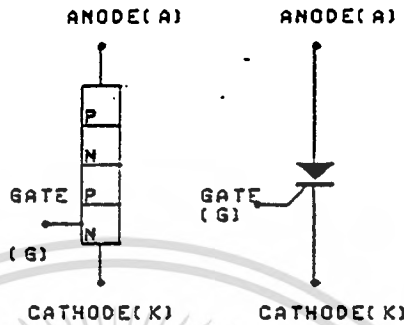 ANODE(A)
ANODE(A)
P
N
P
N
GATE
(G)
GATE
(G)
CATHODE(K)
CATHODE(K)